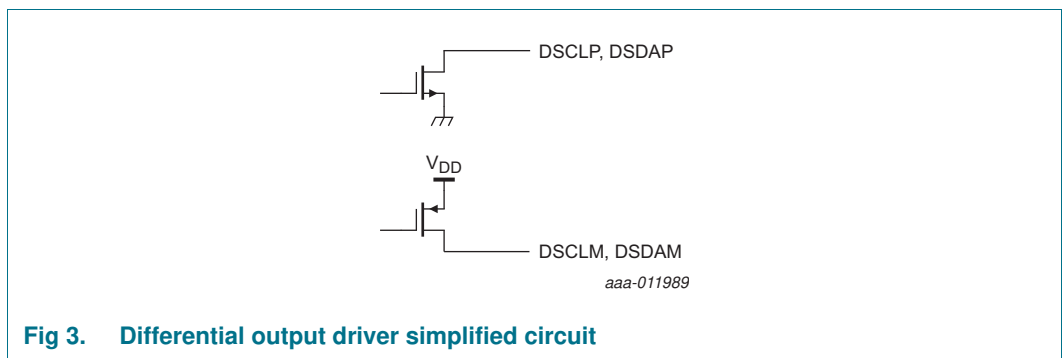 DSCLP, DSDAP
VDD
DSCLM, DSDAM
aaa-011989
Fig 3. Differential output driver simplified circuit